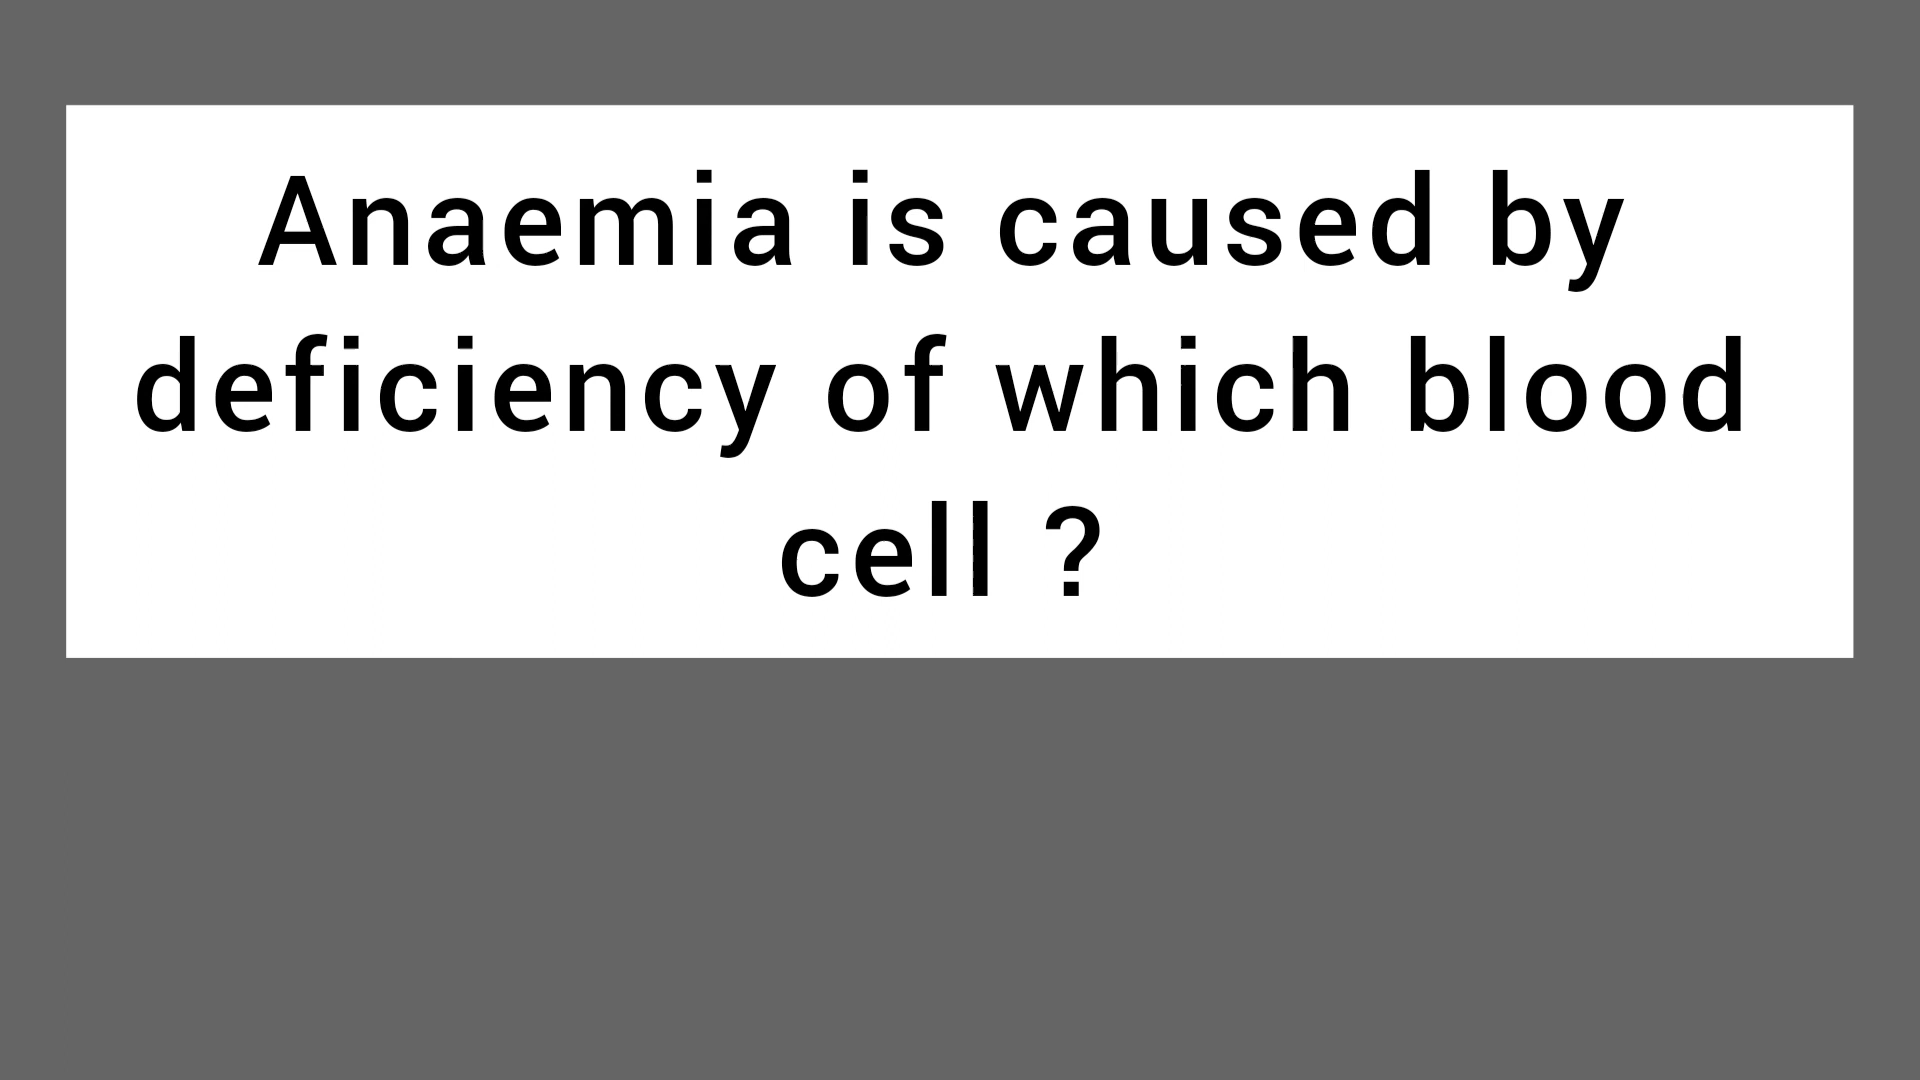 Anaemia is caused by
deficiency of which blood
cell ?